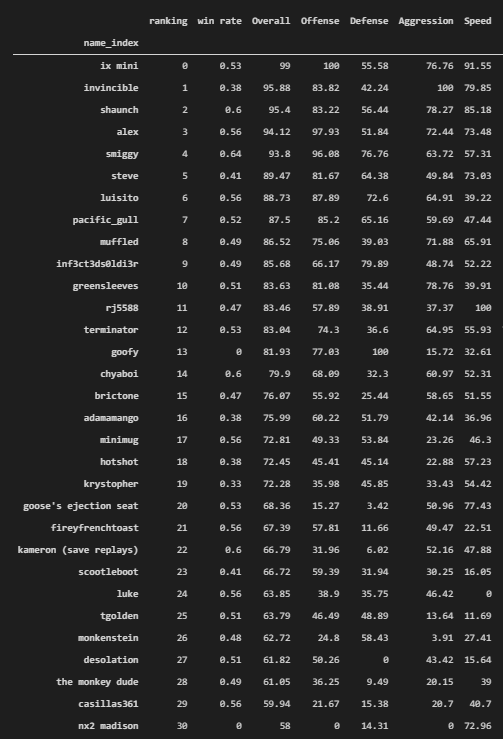 ranking win rate Overall Offense Defense Aggression Speed
name_index
ix mini 0 0.53 99 100 55.58 76.76 91.55
invincible 1 0.38 95.88 83.82 42.24 100 79.85
shaunch 2 0.6 95.4 83.22 56.44 78.27 85.18
alex 3 0.56 94.12 97.93 51.84 72.44 73.48
smiggy 4 0.64 93.8 96.08 76.76 63.72 57.31
steve 5 0.41 89.47 81.67 64.38 49.84 73.03
luisito 6 0.56 88.73 87.89 72.6 64.91 39.22
pacific_gull 7 0.52 87.5 85.2 65.16 59.69 47.44
muffled 8 0.49 86.52 75.06 39.03 71.88 65.91
inf3ct3ds0ldi3r 9 0.49 85.68 66.17 79.89 48.74 52.22
greensleeves 10 0.51 83.63 81.08 35.44 78.76 39.91
rj5588 11 0.47 83.46 57.89 38.91 37.37 100
terminator 12 0.53 83.04 74.3 36.6 64.95 55.93
goofy 13 0 81.93 77.03 100 15.72 32.61
chyaboi 14 0.6 79.9 68.09 32.3 60.97 52.31
brictone 15 0.47 76.07 55.92 25.44 58.65 51.55
adamamango 16 0.38 75.99 60.22 51.79 42.14 36.96
minimug 17 0.56 72.81 49.33 53.84 23.26 46.3
hotshot 18 0.38 72.45 45.41 45.14 22.88 57.23
krystopher 19 0.33 72.28 35.98 45.85 33.43 54.42
goose's ejection seat 20 0.53 68.36 15.27 3.42 50.96 77.43
fireyfrenchtoast 21 0.56 67.39 57.81 11.66 49.47 22.51
kameron (save replays) 22 0.6 66.79 31.96 6.02 52.16 47.88
scootleboot 23 0.41 66.72 59.39 31.94 30.25 16.05
luke 24 0.56 63.85 38.9 35.75 46.42 0
tgolden 25 0.51 63.79 46.49 48.89 13.64 11.69
monkenstein 26 0.48 62.72 24.8 58.43 3.91 27.41
desolation 27 0.51 61.82 50.26 0 43.42 15.64
the monkey dude 28 0.49 61.05 36.25 9.49 20.15 39
casillas361 29 0.56 59.94 21.67 15.38 20.7 40.7
nx2 madison 30 0 58 0 14.31 0 72.96